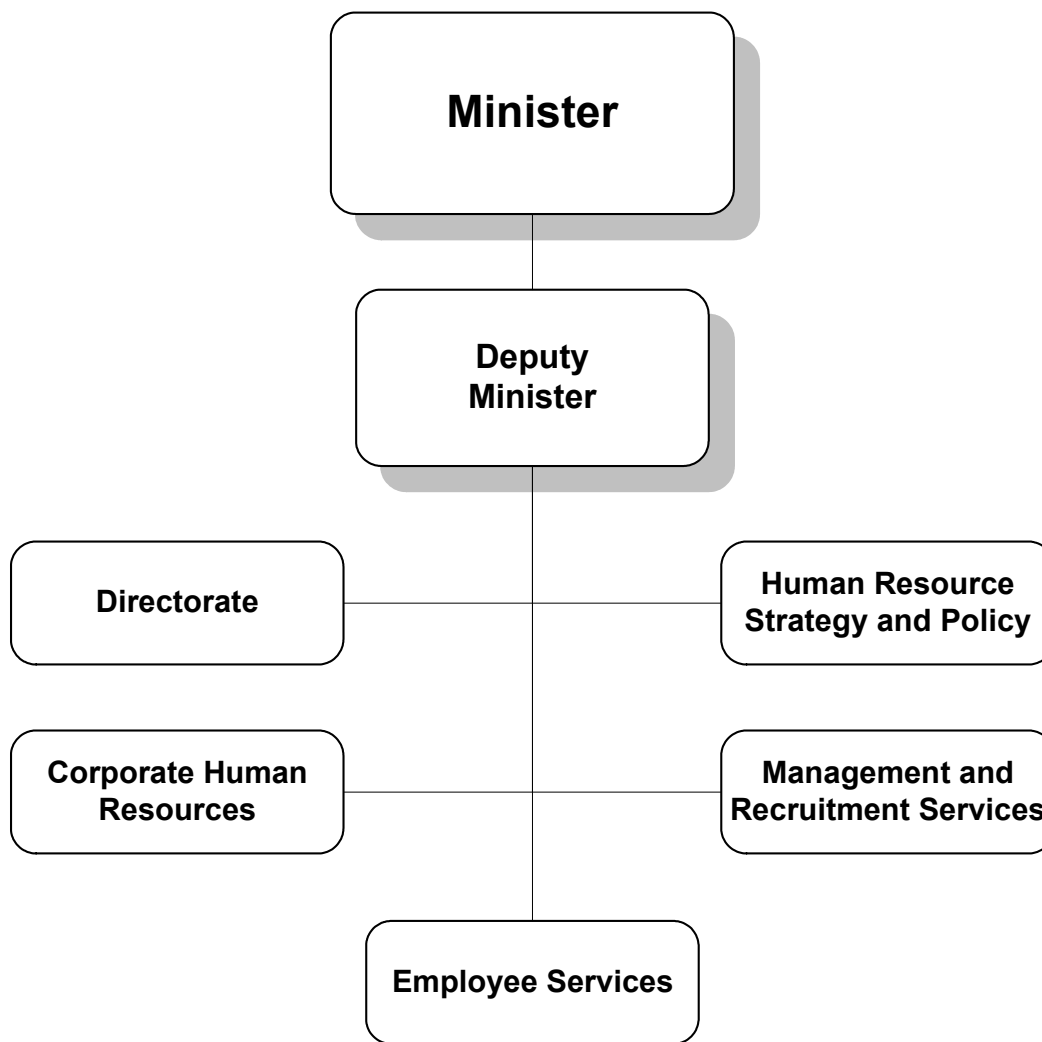 Minister
Deputy
Minister
Directorate
Human Resource
Strategy and Policy
Corporate Human
Resources
Management and
Recruitment Services
Employee Services